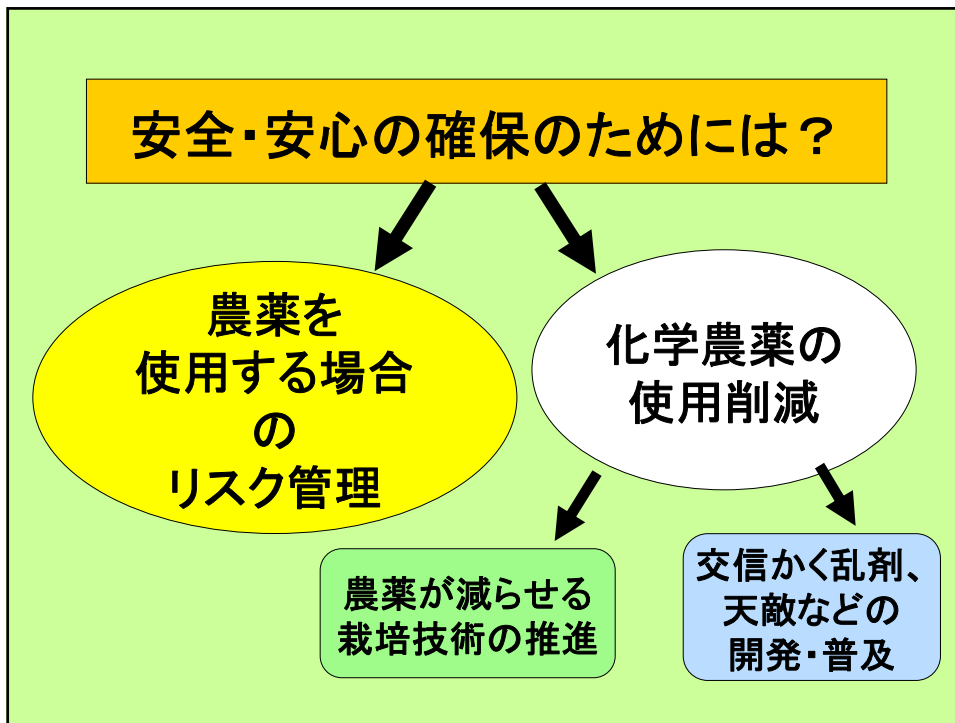 安全・安心の確保のためには？
農薬を
使用する場合
の
リスク管理
化学農薬の
使用削減
農薬が減らせる
栽培技術の推進
交信かく乱剤、
天敵などの
開発・普及